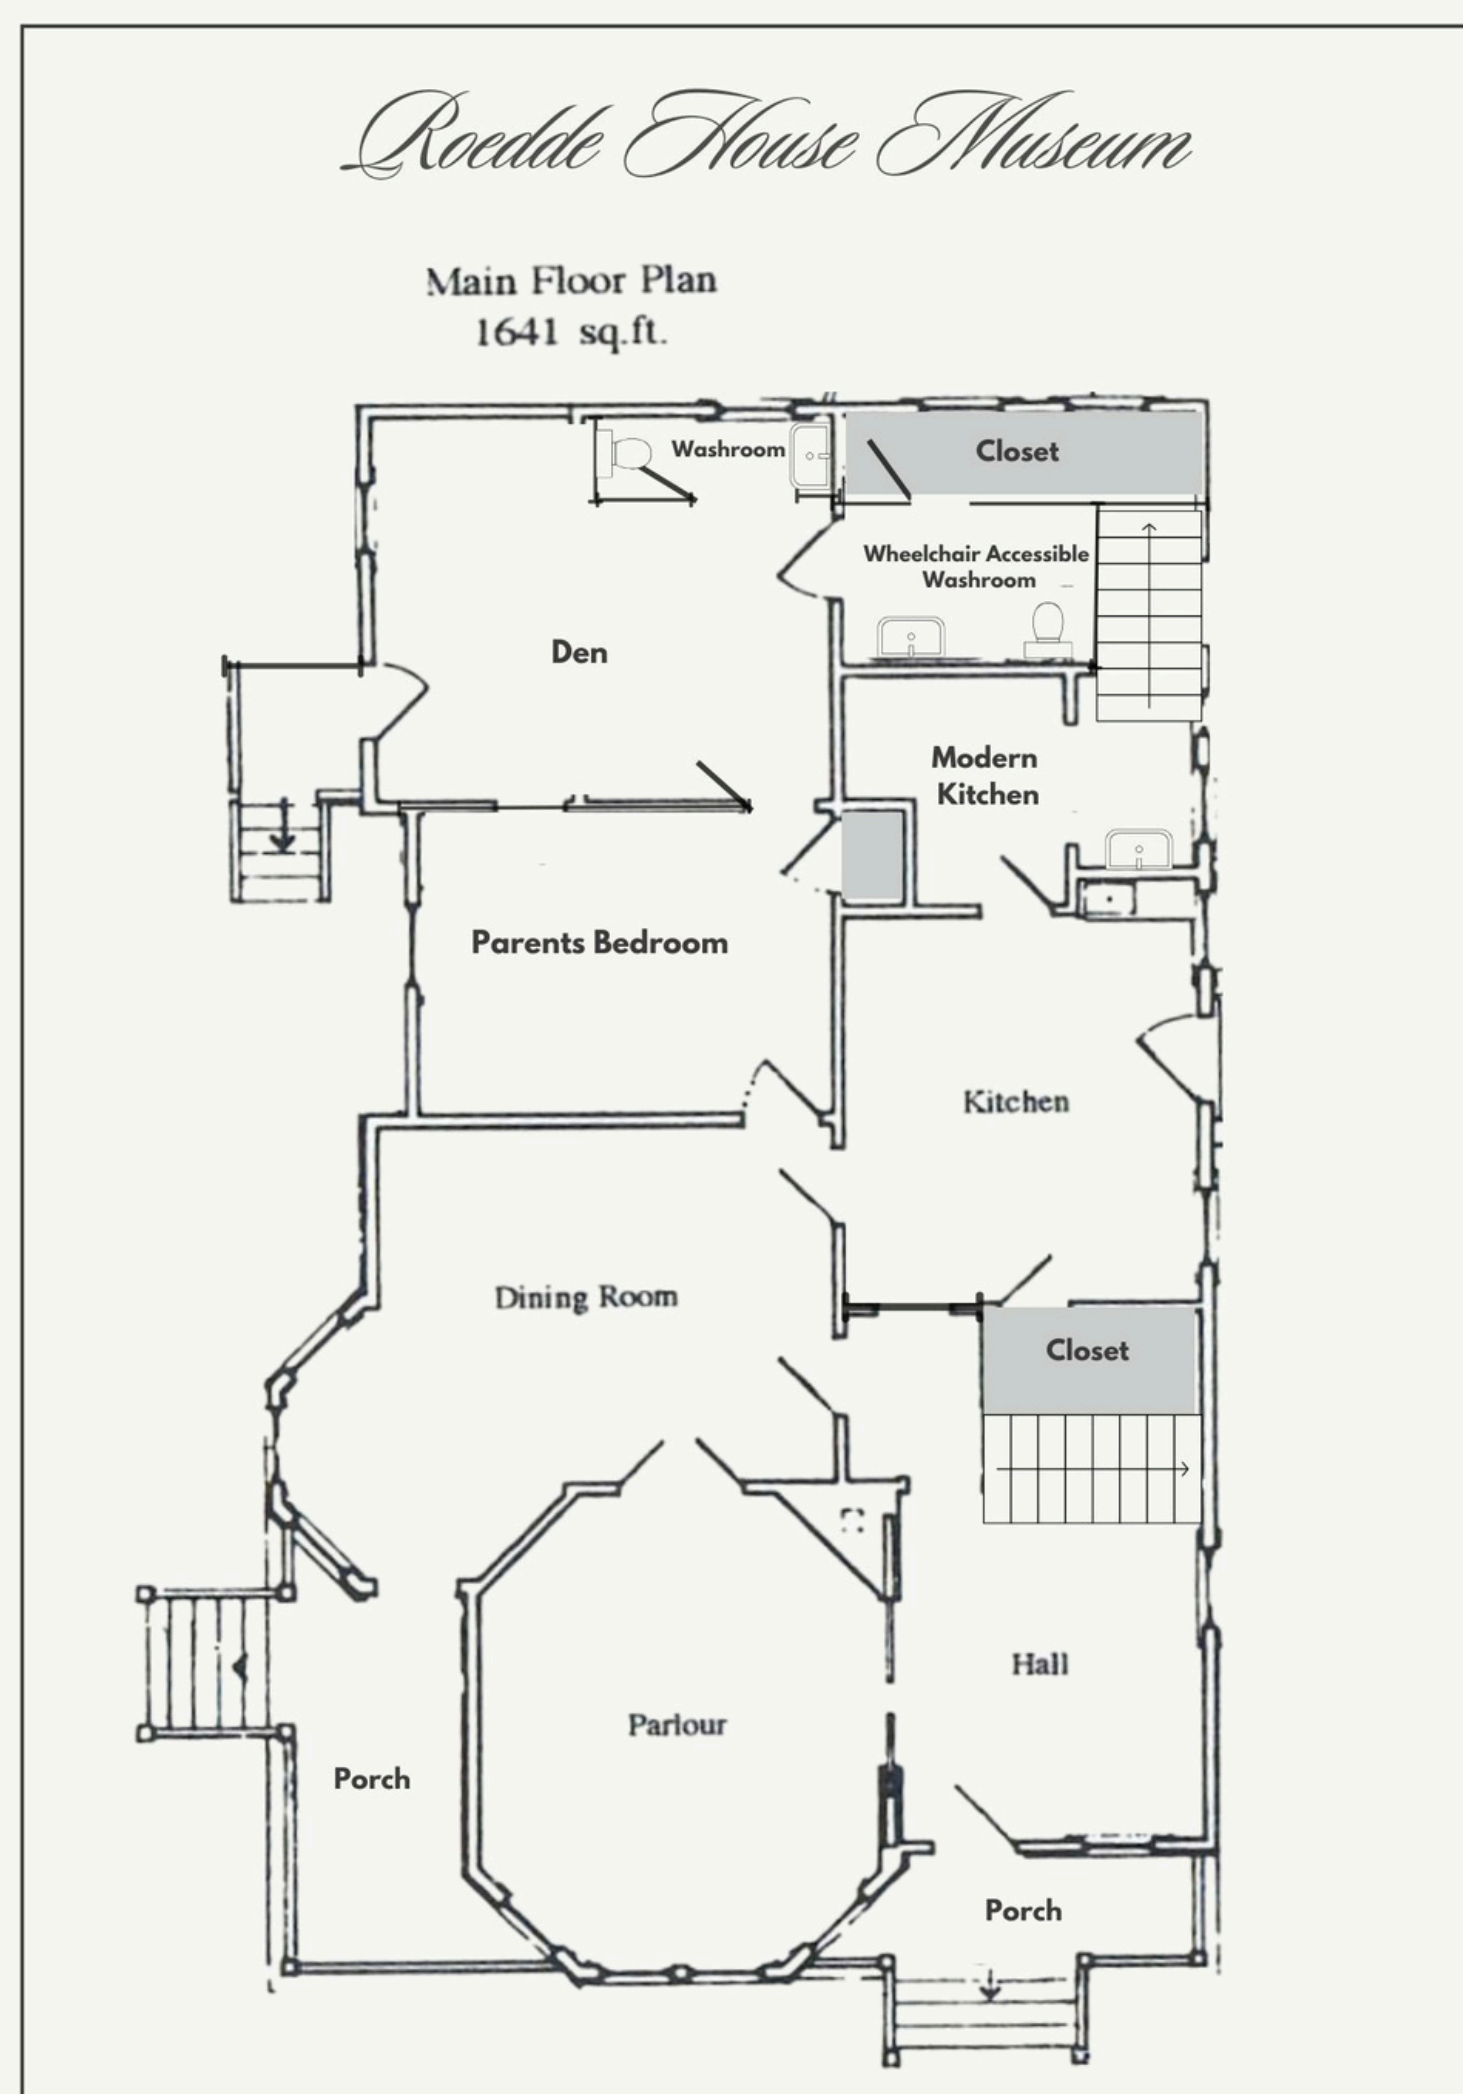 Roedde House Museum
Main Floor Plan
1641 sq.ft.
Washroom
Closet
Wheelchair Accessible
Washroom
Den
Modern
Kitchen
Parents Bedroom
Kitchen
Dining Room
Closet
Hall
Parlour
Porch
Porch